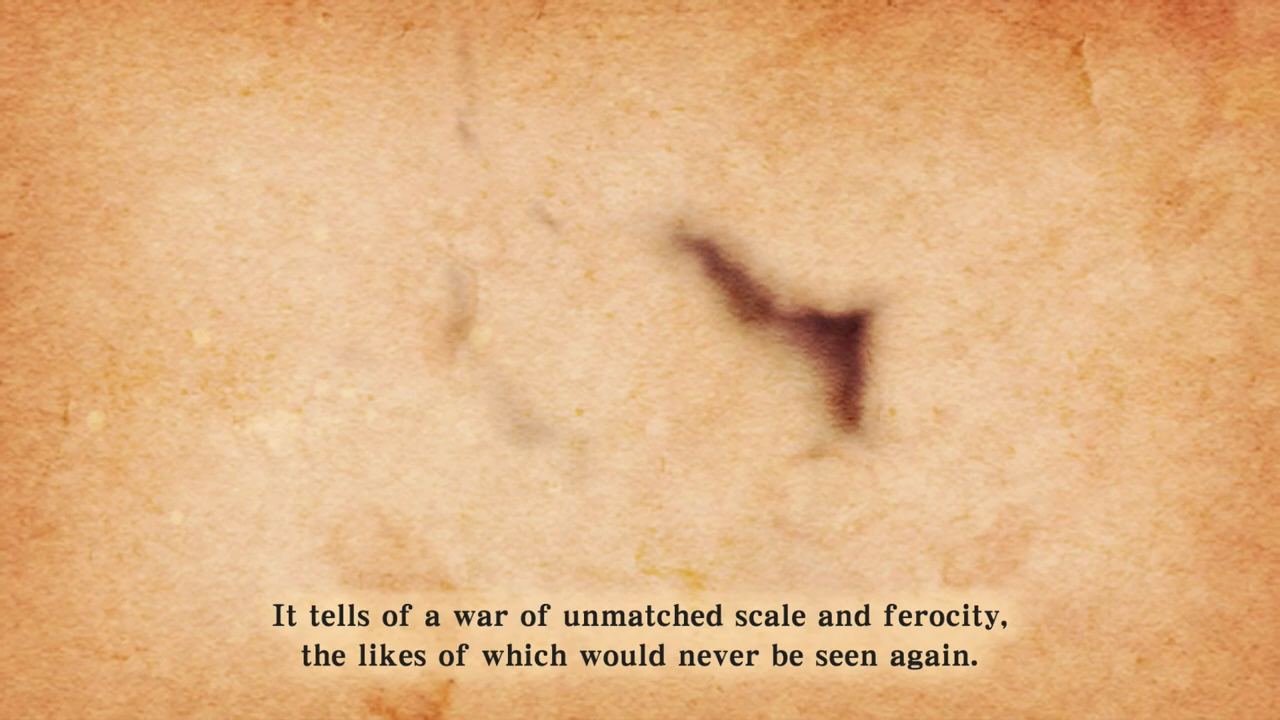 It tells of a war of unmatched scale and ferocity,
the likes of which would never be seen again.